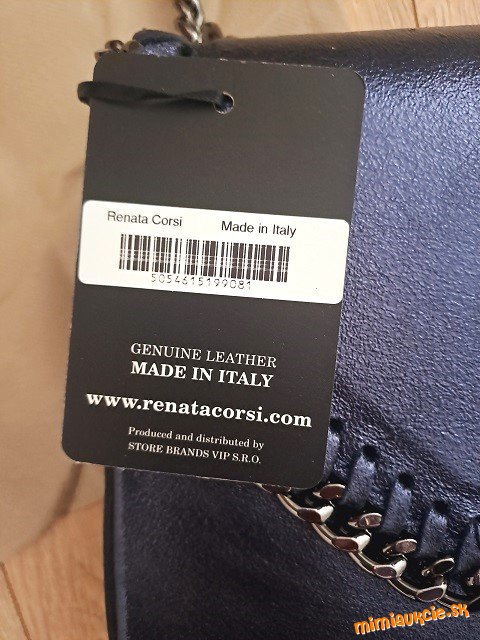 Renata Corsi Made in Italy
5054615199081
GENUINE LEATHER
MADE IN ITALY
www.renatacorsi.com
Produced and distributed by
STORE BRANDS VIP S.R.O.
mimiaukcie.sk